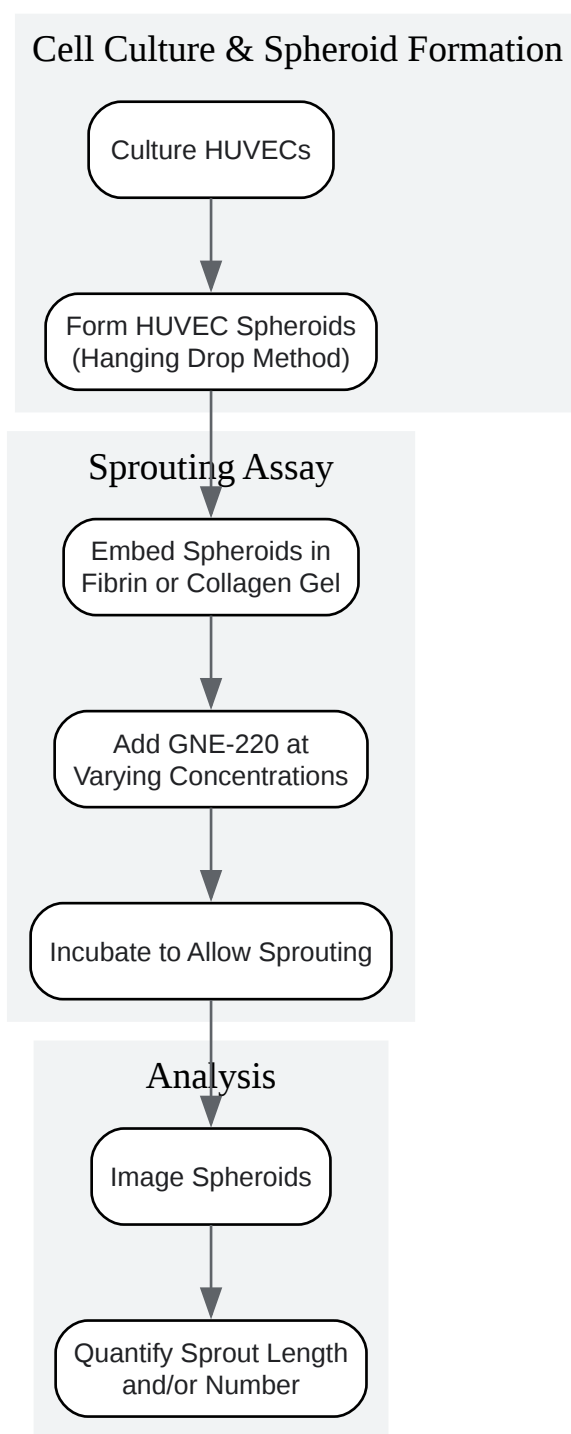 Cell Culture & Spheroid Formation
Culture HUVECs
Form HUVEC Spheroids
(Hanging Drop Method)
Sprouting Assay
Embed Spheroids in
Fibrin or Collagen Gel
Add GNE-220 at
Varying Concentrations
Incubate to Allow Sprouting
Analysis
Image Spheroids
Quantify Sprout Length
and/or Number